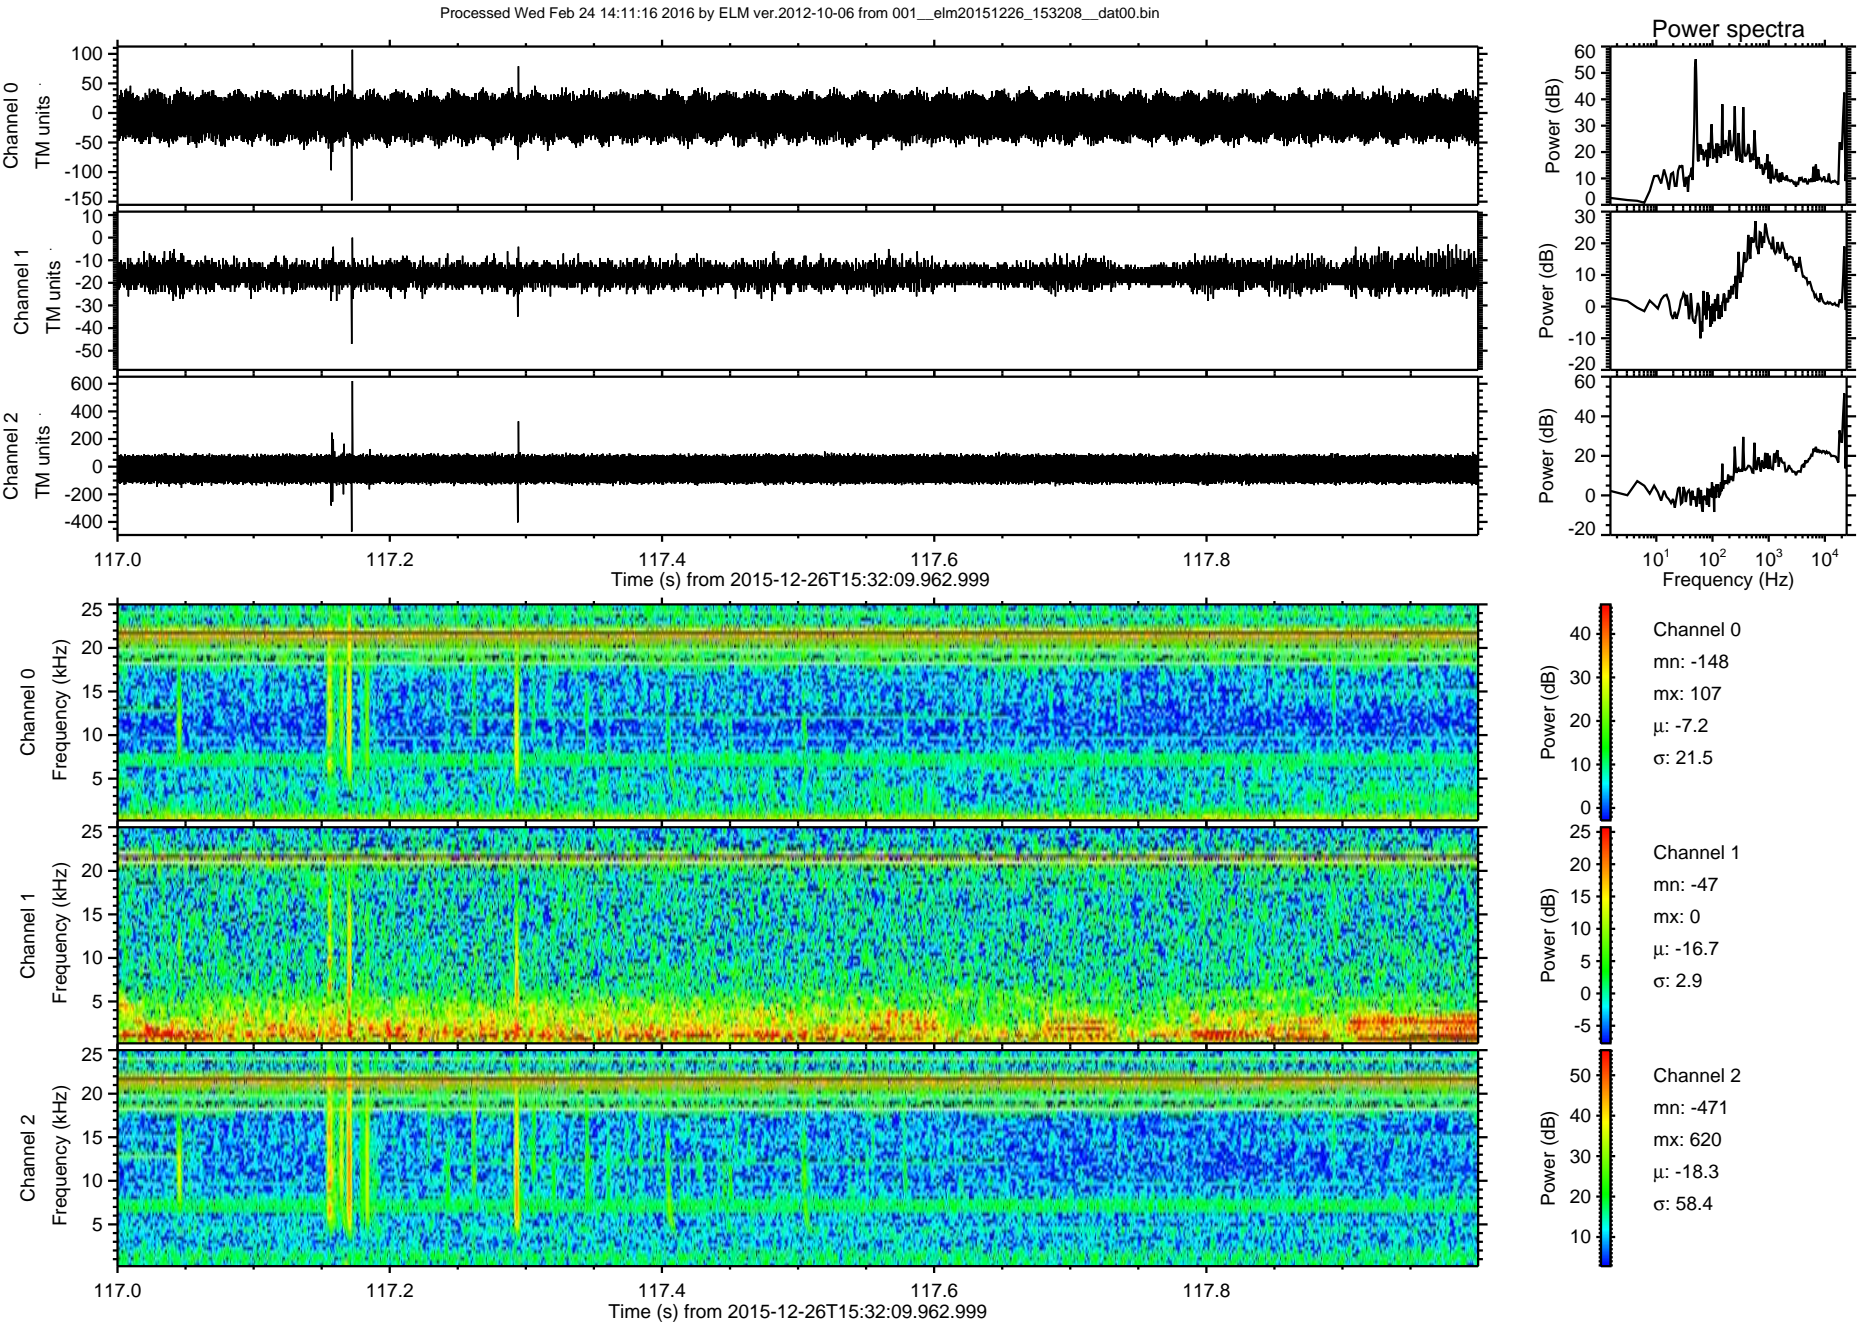 Processed Wed Feb 24 14:11:16 2016 by ELM ver.2012-10-06 from 001__elm20151226_153208__dat00.bin
Power spectra
Channel 0
TM units
100
50
0
-50
-100
-150
Power (dB)
60
50
40
30
20
10
0
Channel 1
TM units
10
0
-10
-20
-30
-40
-50
Power (dB)
30
20
10
0
-10
-20
Channel 2
TM units
600
400
200
0
-200
-400
Power (dB)
60
40
20
0
-20
117.0 117.2 117.4 117.6 117.8
Time (s) from 2015-12-26T15:32:09.962.999
10^1 10^2 10^3 10^4
Frequency (Hz)
Channel 0
Frequency (kHz)
25
20
15
10
5
Power (dB)
40
30
20
10
0
Channel 0
mn: -148
mx: 107
μ: -7.2
σ: 21.5
Channel 1
Frequency (kHz)
25
20
15
10
5
Power (dB)
25
20
15
10
5
0
-5
Channel 1
mn: -47
mx: 0
μ: -16.7
σ: 2.9
Channel 2
Frequency (kHz)
25
20
15
10
5
Power (dB)
50
40
30
20
10
Channel 2
mn: -471
mx: 620
μ: -18.3
σ: 58.4
117.0 117.2 117.4 117.6 117.8
Time (s) from 2015-12-26T15:32:09.962.999